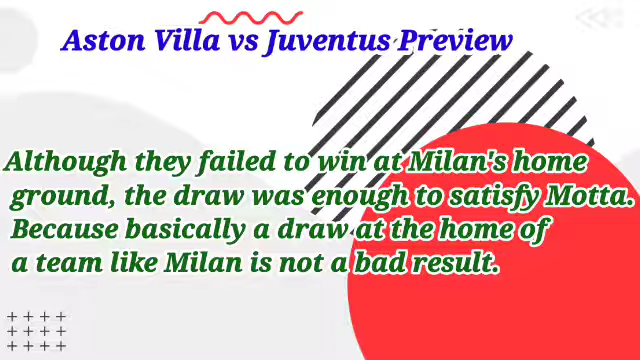 Aston Villa vs Juventus Preview
Although they failed to win at Milan's home
ground, the draw was enough to satisfy Motta.
Because basically a draw at the home of
a team like Milan is not a bad result.